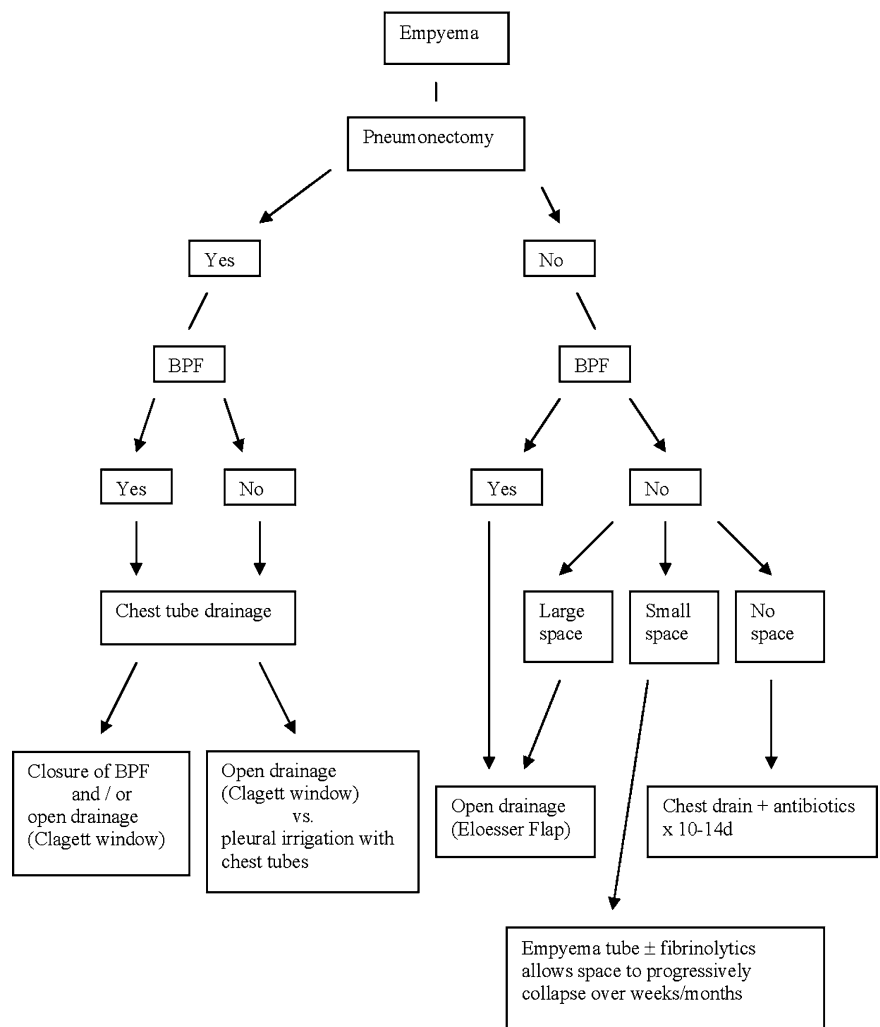 Empyema
Pneumonectomy
Yes
No
BPF
BPF
Yes
No
Yes
No
Chest tube drainage
Large
space
Small
space
No
space
Closure of BPF
and / or
open drainage
(Clagett window)
Open drainage
(Clagett window)
vs.
pleural irrigation with
chest tubes
Open drainage
(Eloesser Flap)
Chest drain + antibiotics
x 10-14d
Empyema tube ± fibrinolytics
allows space to progressively
collapse over weeks/months